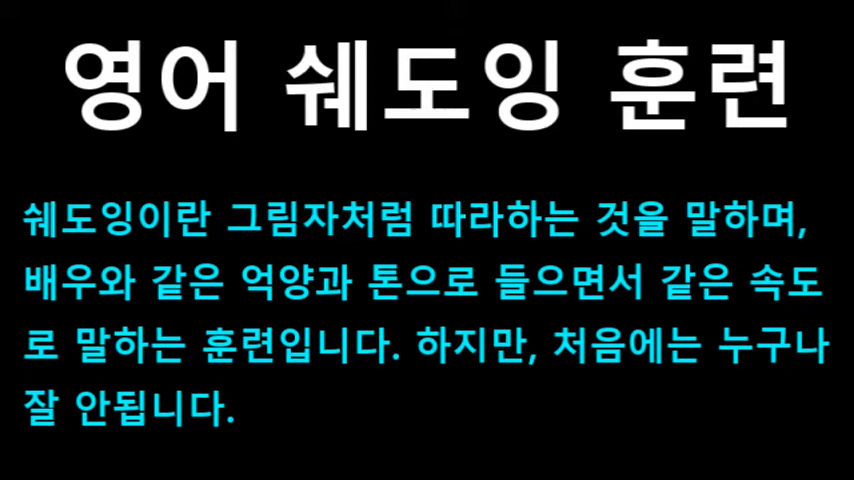 영어 쉐도잉 훈련
쉐도잉이란 그림자처럼 따라하는 것을 말하며,
배우와 같은 억양과 톤으로 들으면서 같은 속도
로 말하는 훈련입니다. 하지만, 처음에는 누구나
잘 안됩니다.